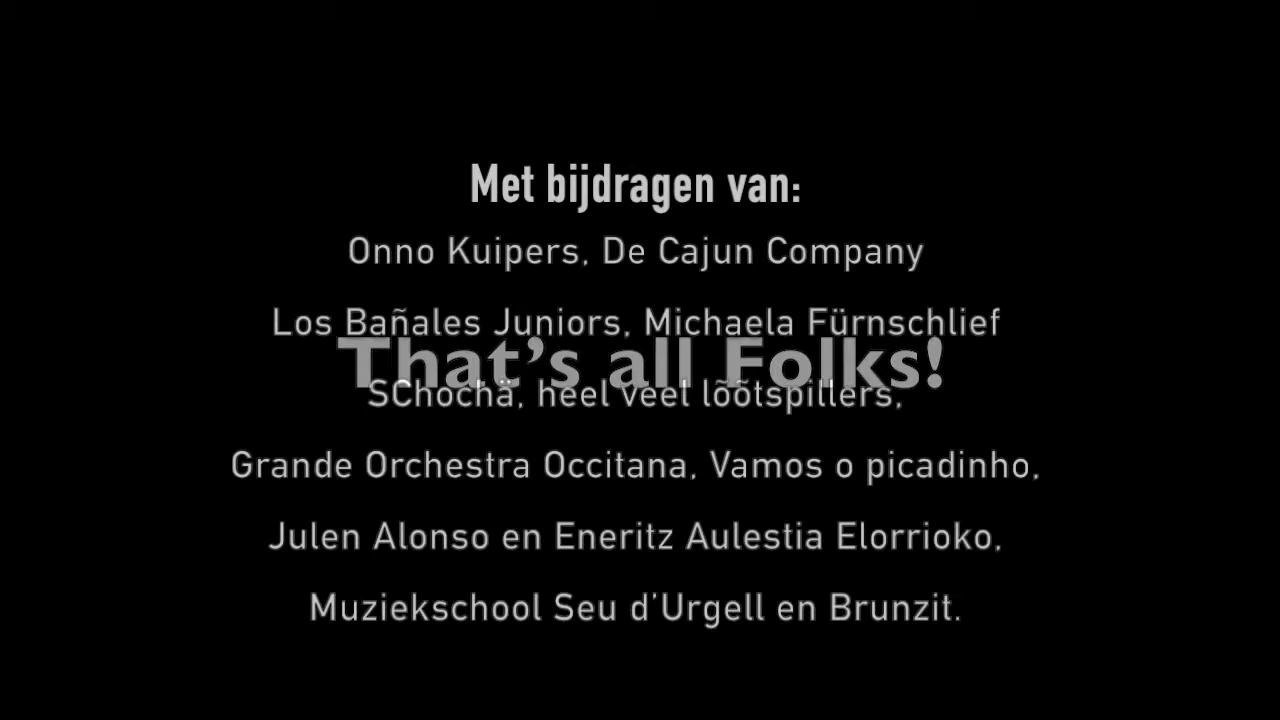 Met bijdragen van:
Onno Kuipers, De Cajun Company
Los Bañales Juniors, Michaela Fürnschlief
That's all Folks!
SChochä, heel veel lõõtspillers,
Grande Orchestra Occitana, Vamos o picadinho,
Julen Alonso en Eneritz Aulestia Elorrioko,
Muziekschool Seu d'Urgell en Brunzit.